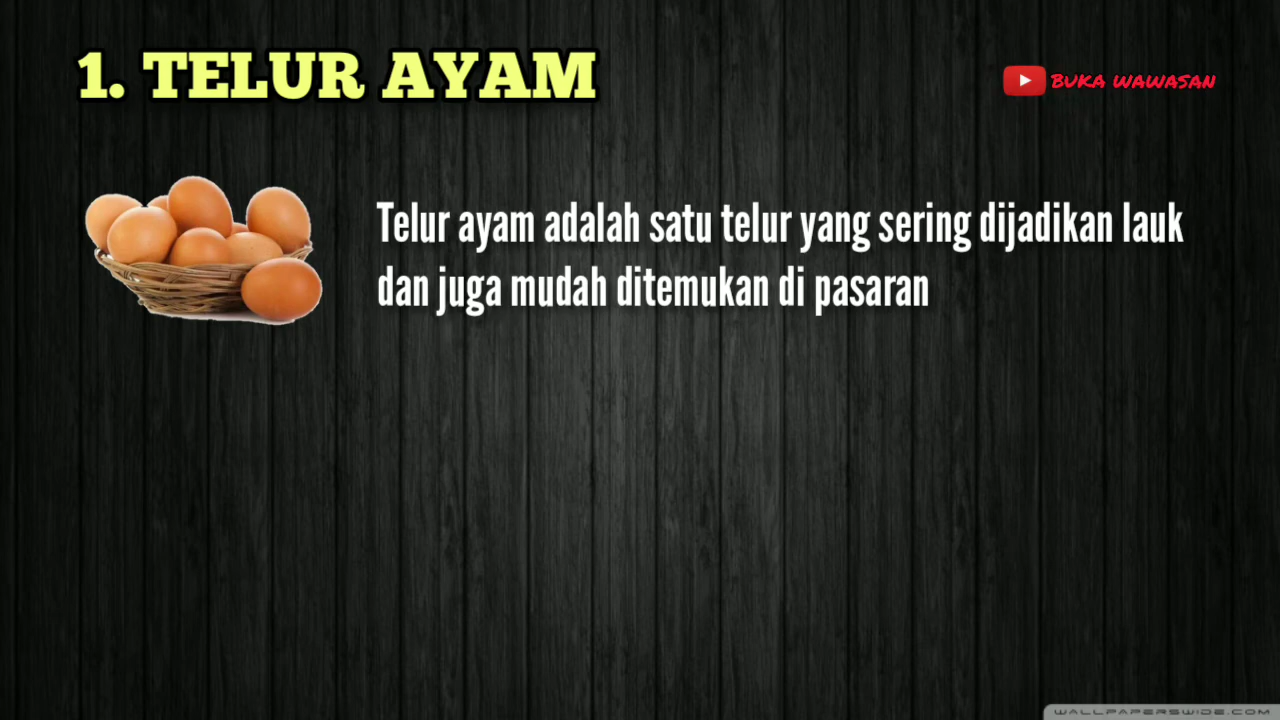 1. TELUR AYAM
BUKA WAWASAN
Telur ayam adalah satu telur yang sering dijadikan lauk
dan juga mudah ditemukan di pasaran
WALLPAPERSWIDE.COM